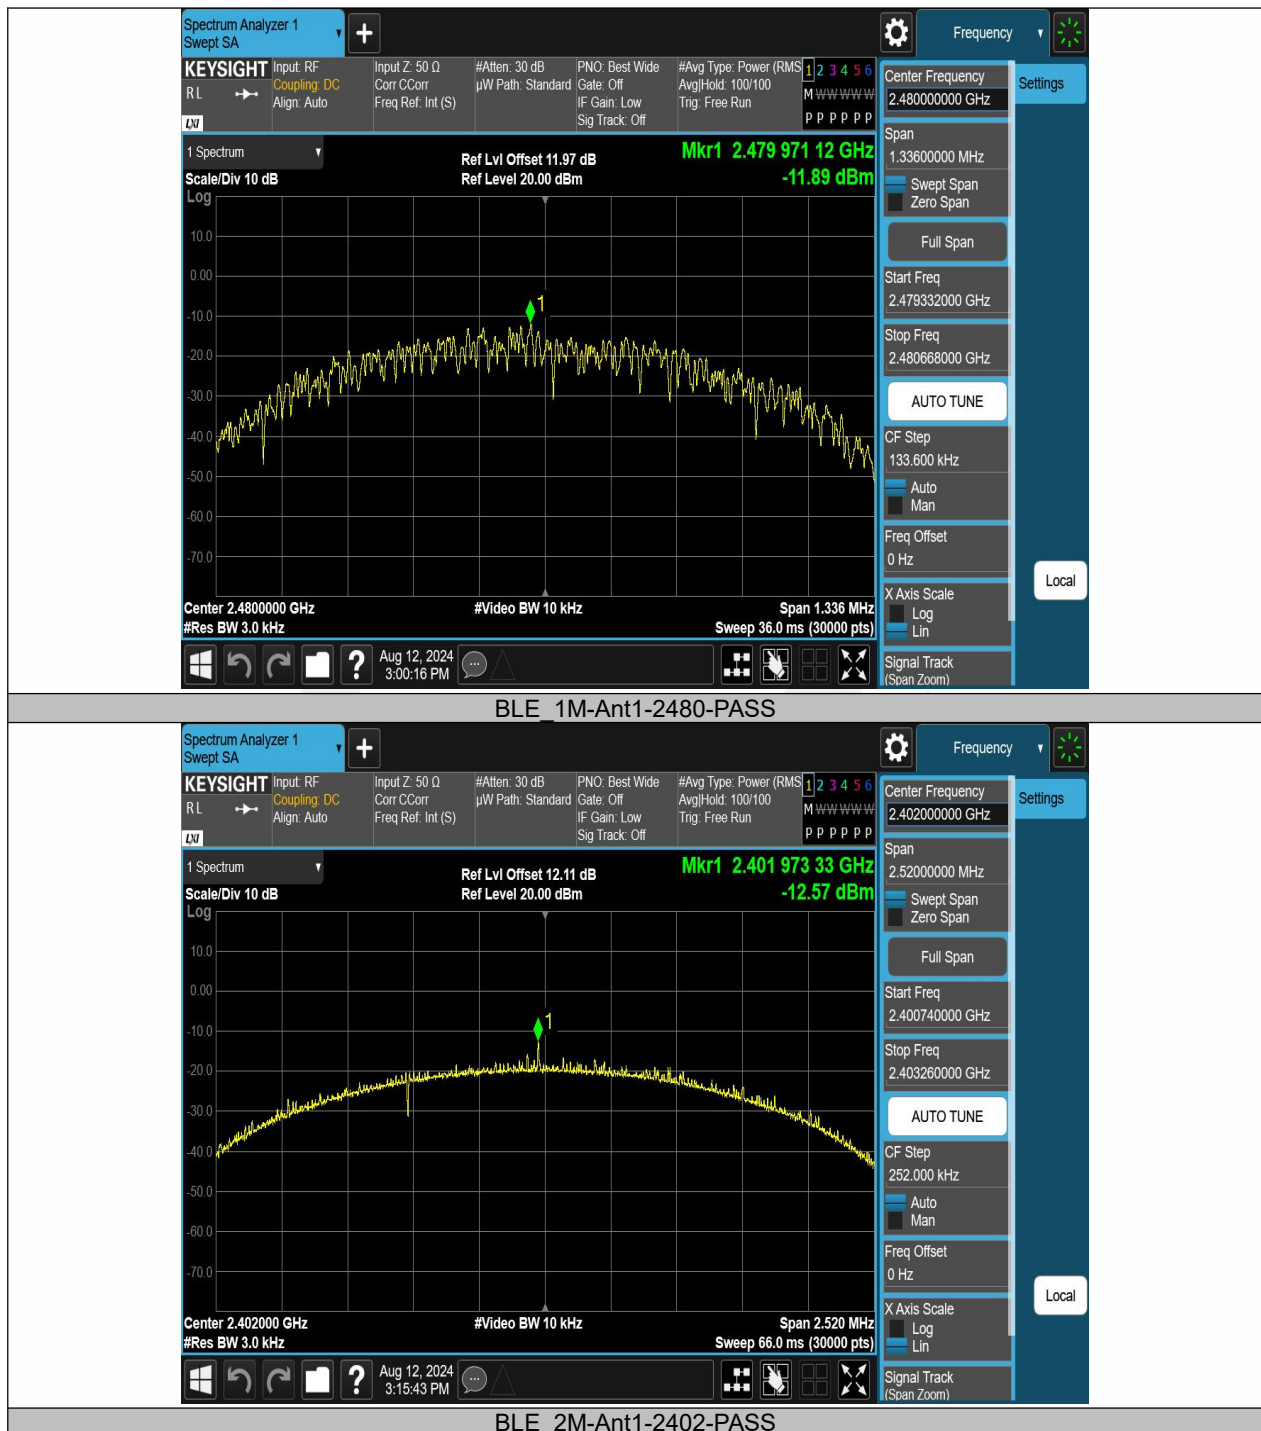 Spectrum Analyzer 1
Swept SA
Frequency
KEYSIGHT
RL
LXI
Input: RF
Coupling: DC
Align: Auto
Input Z: 50 Ω
Corr CCorr
Freq Ref: Int (S)
#Atten: 30 dB
µW Path: Standard
PNO: Best Wide
Gate: Off
IF Gain: Low
Sig Track: Off
#Avg Type: Power (RMS
Avg|Hold: 100/100
Trig: Free Run
1 2 3 4 5 6
M W W W W W
P P P P P P
1 Spectrum
Scale/Div 10 dB
Ref Lvl Offset 11.97 dB
Ref Level 20.00 dBm
Mkr1 2.479 971 12 GHz
-11.89 dBm
Log
10.0
0.00
-10.0
-20.0
-30.0
-40.0
-50.0
-60.0
-70.0
1
Center 2.4800000 GHz
#Res BW 3.0 kHz
#Video BW 10 kHz
Span 1.336 MHz
Sweep 36.0 ms (30000 pts)
?
Aug 12, 2024
3:00:16 PM
Center Frequency
2.480000000 GHz
Span
1.33600000 MHz
Swept Span
Zero Span
Full Span
Start Freq
2.479332000 GHz
Stop Freq
2.480668000 GHz
AUTO TUNE
CF Step
133.600 kHz
Auto
Man
Freq Offset
0 Hz
X Axis Scale
Log
Lin
Signal Track
(Span Zoom)
Settings
Local
BLE_1M-Ant1-2480-PASS
Spectrum Analyzer 1
Swept SA
Frequency
KEYSIGHT
RL
LXI
Input: RF
Coupling: DC
Align: Auto
Input Z: 50 Ω
Corr CCorr
Freq Ref: Int (S)
#Atten: 30 dB
µW Path: Standard
PNO: Best Wide
Gate: Off
IF Gain: Low
Sig Track: Off
#Avg Type: Power (RMS
Avg|Hold: 100/100
Trig: Free Run
1 2 3 4 5 6
M W W W W W
P P P P P P
1 Spectrum
Scale/Div 10 dB
Ref Lvl Offset 12.11 dB
Ref Level 20.00 dBm
Mkr1 2.401 973 33 GHz
-12.57 dBm
Log
10.0
0.00
-10.0
-20.0
-30.0
-40.0
-50.0
-60.0
-70.0
1
Center 2.402000 GHz
#Res BW 3.0 kHz
#Video BW 10 kHz
Span 2.520 MHz
Sweep 66.0 ms (30000 pts)
?
Aug 12, 2024
3:15:43 PM
Center Frequency
2.402000000 GHz
Span
2.52000000 MHz
Swept Span
Zero Span
Full Span
Start Freq
2.400740000 GHz
Stop Freq
2.403260000 GHz
AUTO TUNE
CF Step
252.000 kHz
Auto
Man
Freq Offset
0 Hz
X Axis Scale
Log
Lin
Signal Track
(Span Zoom)
Settings
Local
BLE_2M-Ant1-2402-PASS